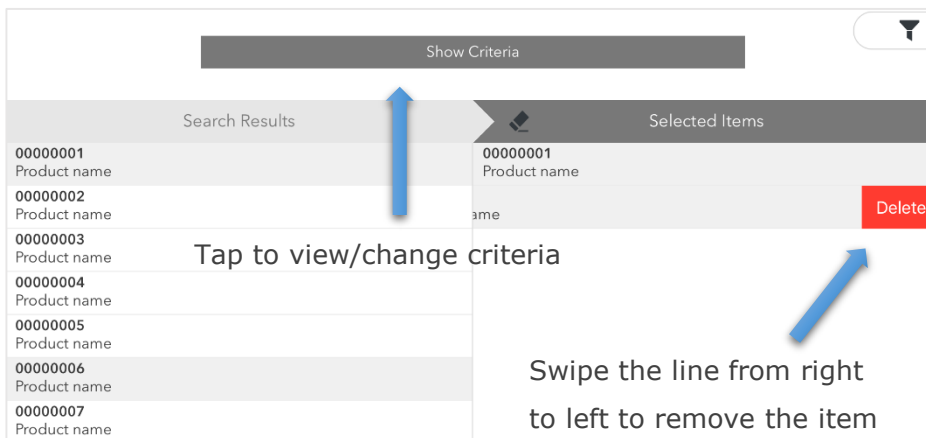 Show Criteria
Search Results
Selected Items
00000001
Product name
00000002
Product name
00000003
Product name
00000004
Product name
00000005
Product name
00000006
Product name
00000007
Product name
00000001
Product name
ame
Delete
Tap to view/change criteria
Swipe the line from right
to left to remove the item